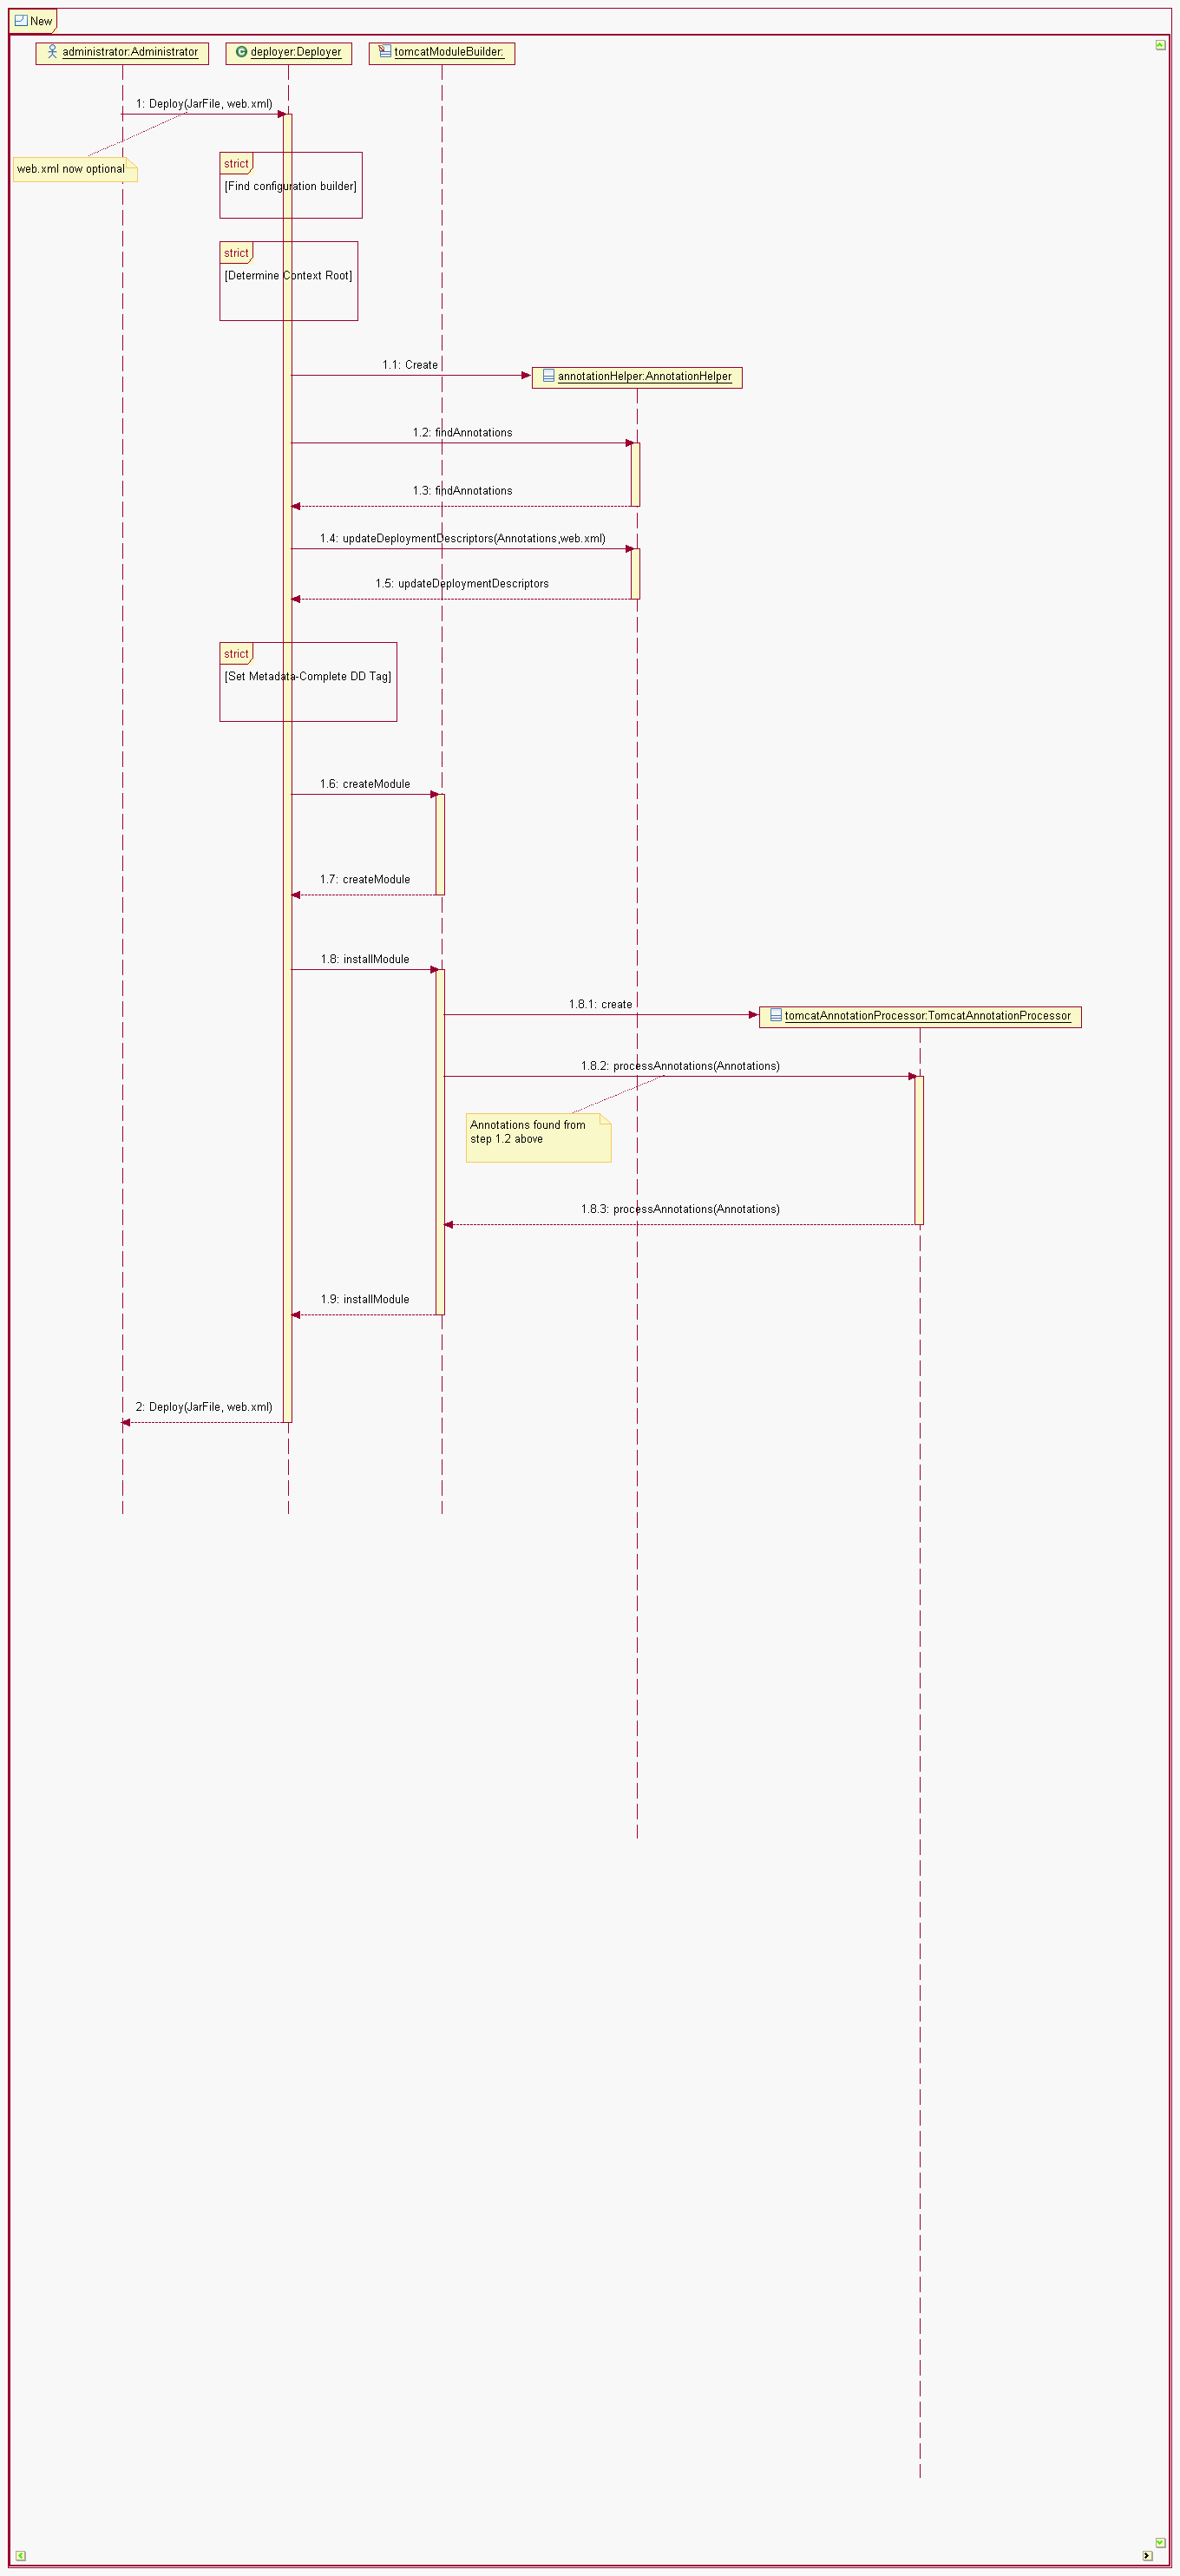 New
administrator:Administrator
deployer:Deployer
tomcatModuleBuilder:
1: Deploy(JarFile, web.xml)
web.xml now optional
strict
[Find configuration builder]
strict
[Determine Context Root]
1.1: Create
annotationHelper:AnnotationHelper
1.2: findAnnotations
1.3: findAnnotations
1.4: updateDeploymentDescriptors(Annotations,web.xml)
1.5: updateDeploymentDescriptors
strict
[Set Metadata-Complete DD Tag]
1.6: createModule
1.7: createModule
1.8: installModule
1.8.1: create
tomcatAnnotationProcessor:TomcatAnnotationProcessor
1.8.2: processAnnotations(Annotations)
Annotations found from
step 1.2 above
1.8.3: processAnnotations(Annotations)
1.9: installModule
2: Deploy(JarFile, web.xml)